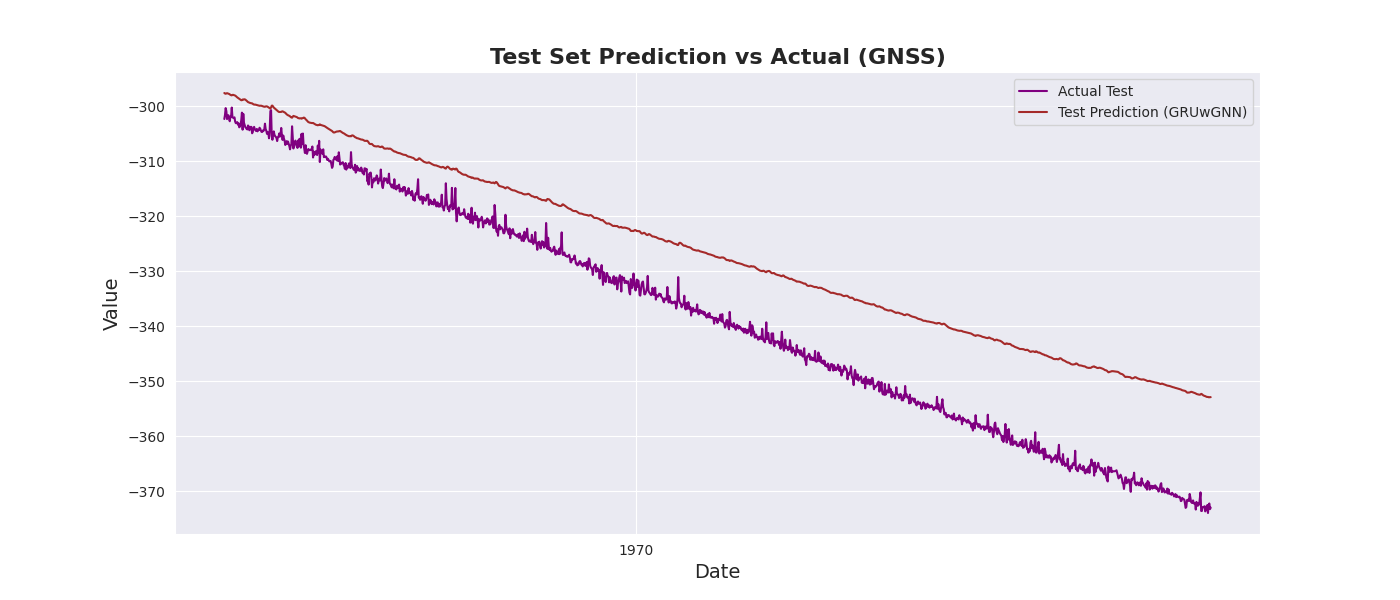 Test Set Prediction vs Actual (GNSS)
Actual Test
Test Prediction (GRUwGNN)
Value
−300
−310
−320
−330
−340
−350
−360
−370
1970
Date